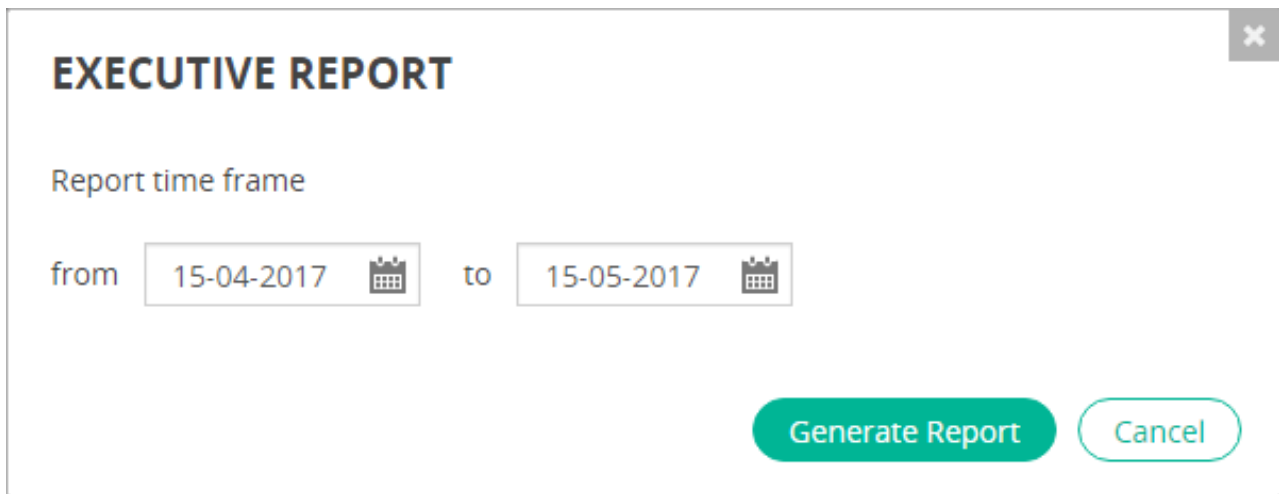 EXECUTIVE REPORT
Report time frame
from 15-04-2017 to 15-05-2017
Generate Report Cancel